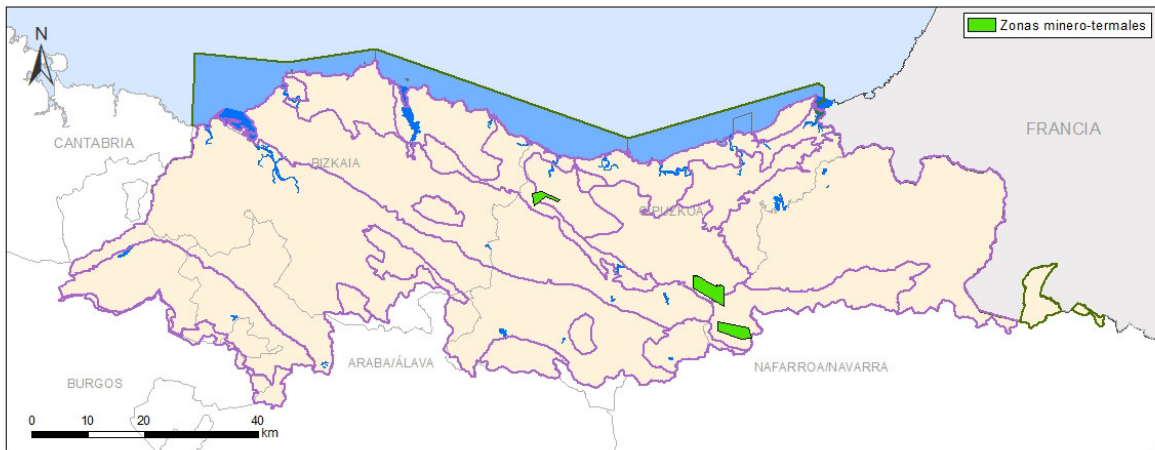 N
Zonas minero-termales
FRANCIA
CANTABRIA
BIZKAIA
GIPUZKOA
ARABA/ÁLAVA
NAFARROA/NAVARRA
BURGOS
0 10 20 40
km